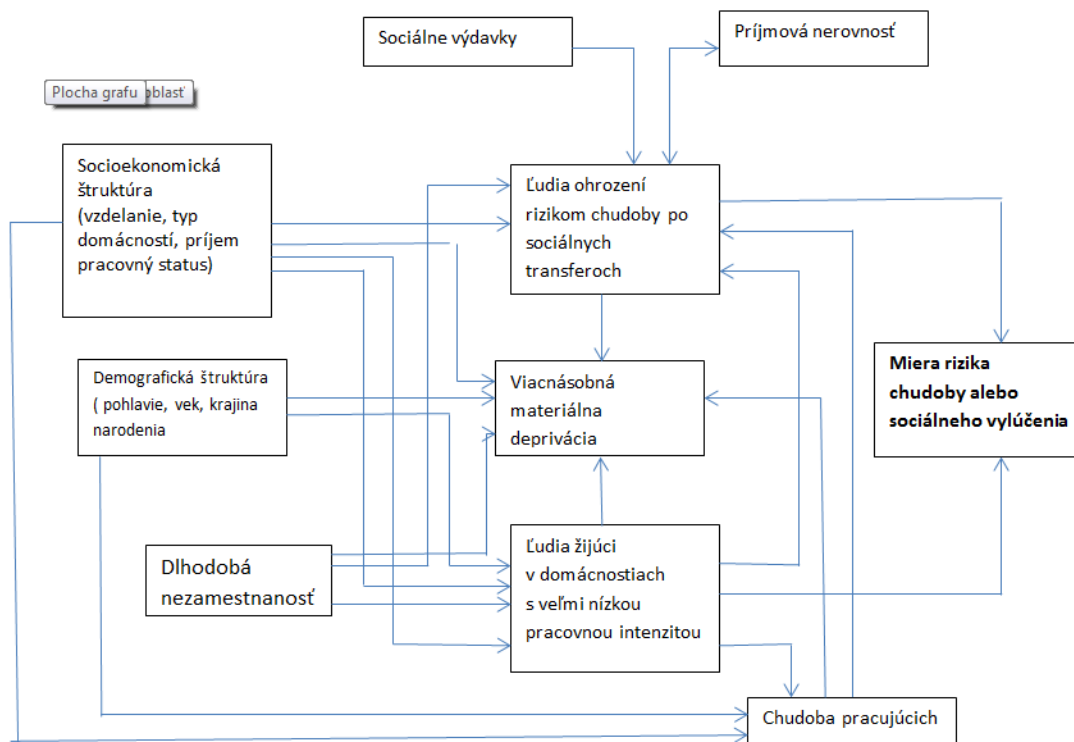 Sociálne výdavky
Príjmová nerovnosť
Plocha grafu
oblasť
Socioekonomická
štruktúra
(vzdelanie, typ
domácností, príjem
pracovný status)
Ľudia ohrození
rizikom chudoby po
sociálnych
transferoch
Demografická štruktúra
( pohlavie, vek, krajina
narodenia
Viacnásobná
materiálna
deprivácia
Miera rizika
chudoby alebo
sociálneho vylúčenia
Dlhodobá
nezamestnanosť
Ľudia žijúci
v domácnostiach
s veľmi nízkou
pracovnou intenzitou
Chudoba pracujúcich